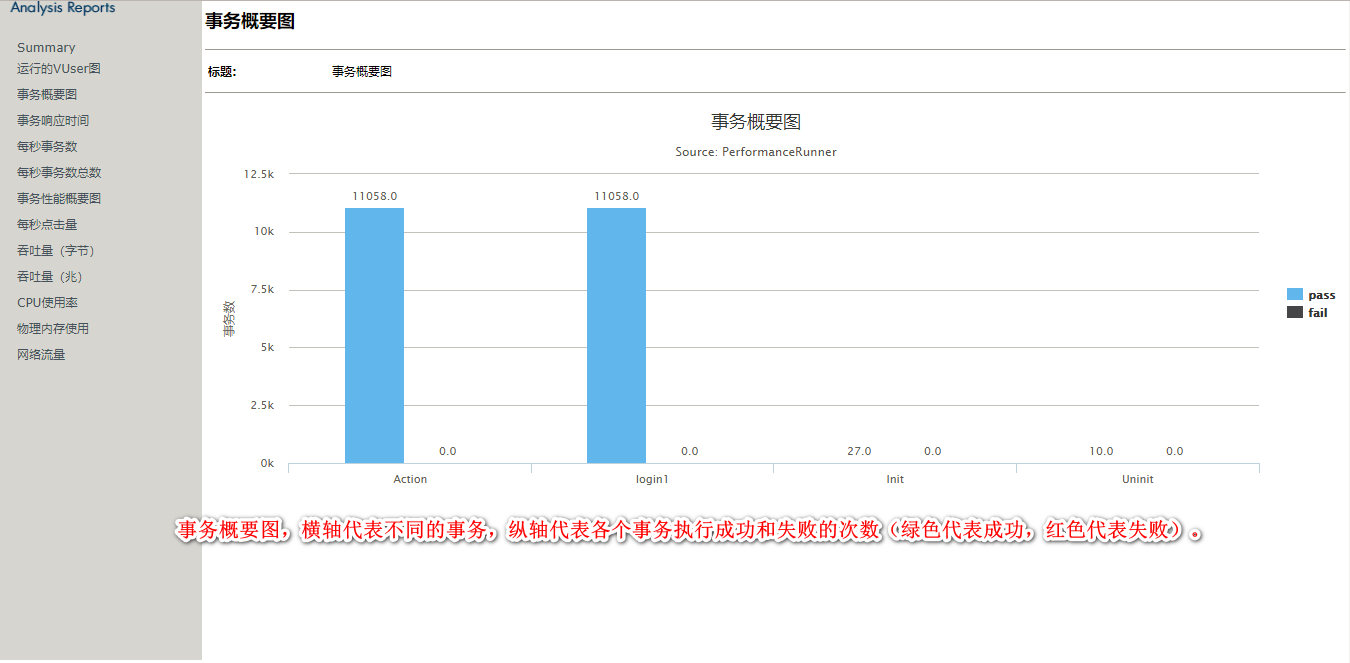 Analysis Reports
Summary
运行的VUser图
事务概要图
事务响应时间
每秒事务数
每秒事务数总数
事务性能概要图
每秒点击量
吞吐量（字节）
吞吐量（兆）
CPU使用率
物理内存使用
网络流量
事务概要图
标题： 事务概要图
事务概要图
Source: PerformanceRunner
事务数
12.5k
10k
7.5k
5k
2.5k
0k
11058.0
0.0
11058.0
0.0
27.0
0.0
10.0
0.0
Action
login1
Init
Uninit
pass
fail
事务概要图，横轴代表不同的事务，纵轴代表各个事务执行成功和失败的次数（绿色代表成功，红色代表失败）。